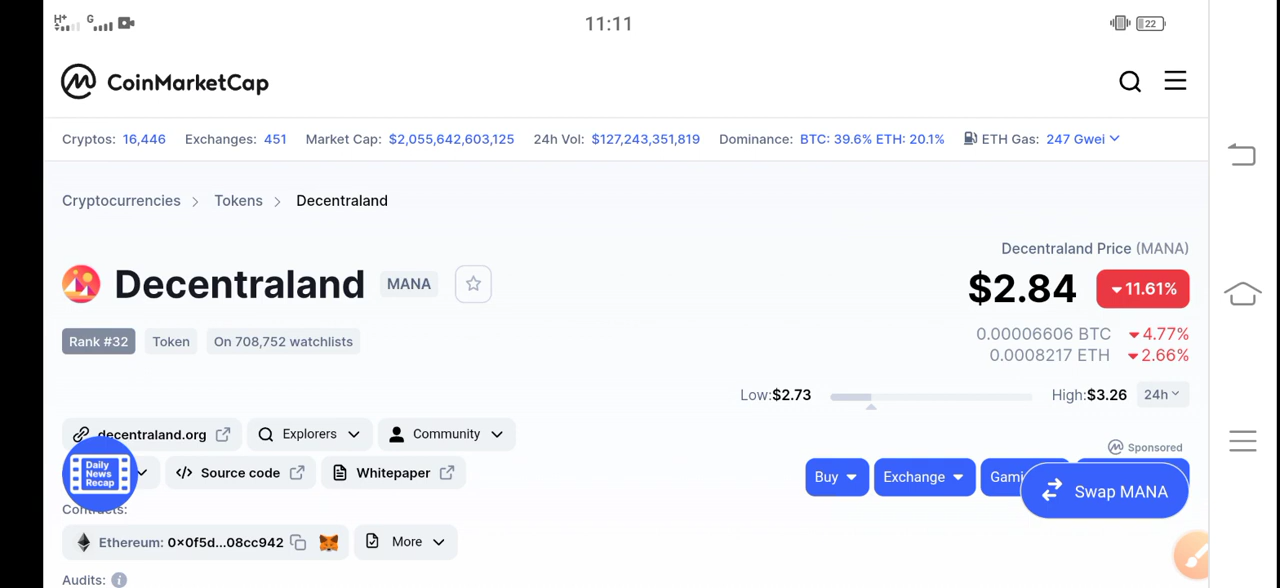 H+ G 11:11 22
CoinMarketCap
Cryptos: 16,446 Exchanges: 451 Market Cap: $2,055,642,603,125 24h Vol: $127,243,351,819 Dominance: BTC: 39.6% ETH: 20.1% ETH Gas: 247 Gwei
Cryptocurrencies > Tokens > Decentraland
Decentraland Price (MANA)
Decentraland MANA $2.84 11.61%
Rank #32 Token On 708,752 watchlists 0.00006606 BTC 4.77%
0.0008217 ETH 2.66%
Low:$2.73 High:$3.26 24h
decentraland.org Explorers Community
Sponsored
Daily
News
Recap
Source code Whitepaper Buy Exchange Gami
Swap MANA
Contracts:
Ethereum: 0x0f5d...08cc942 More
Audits: